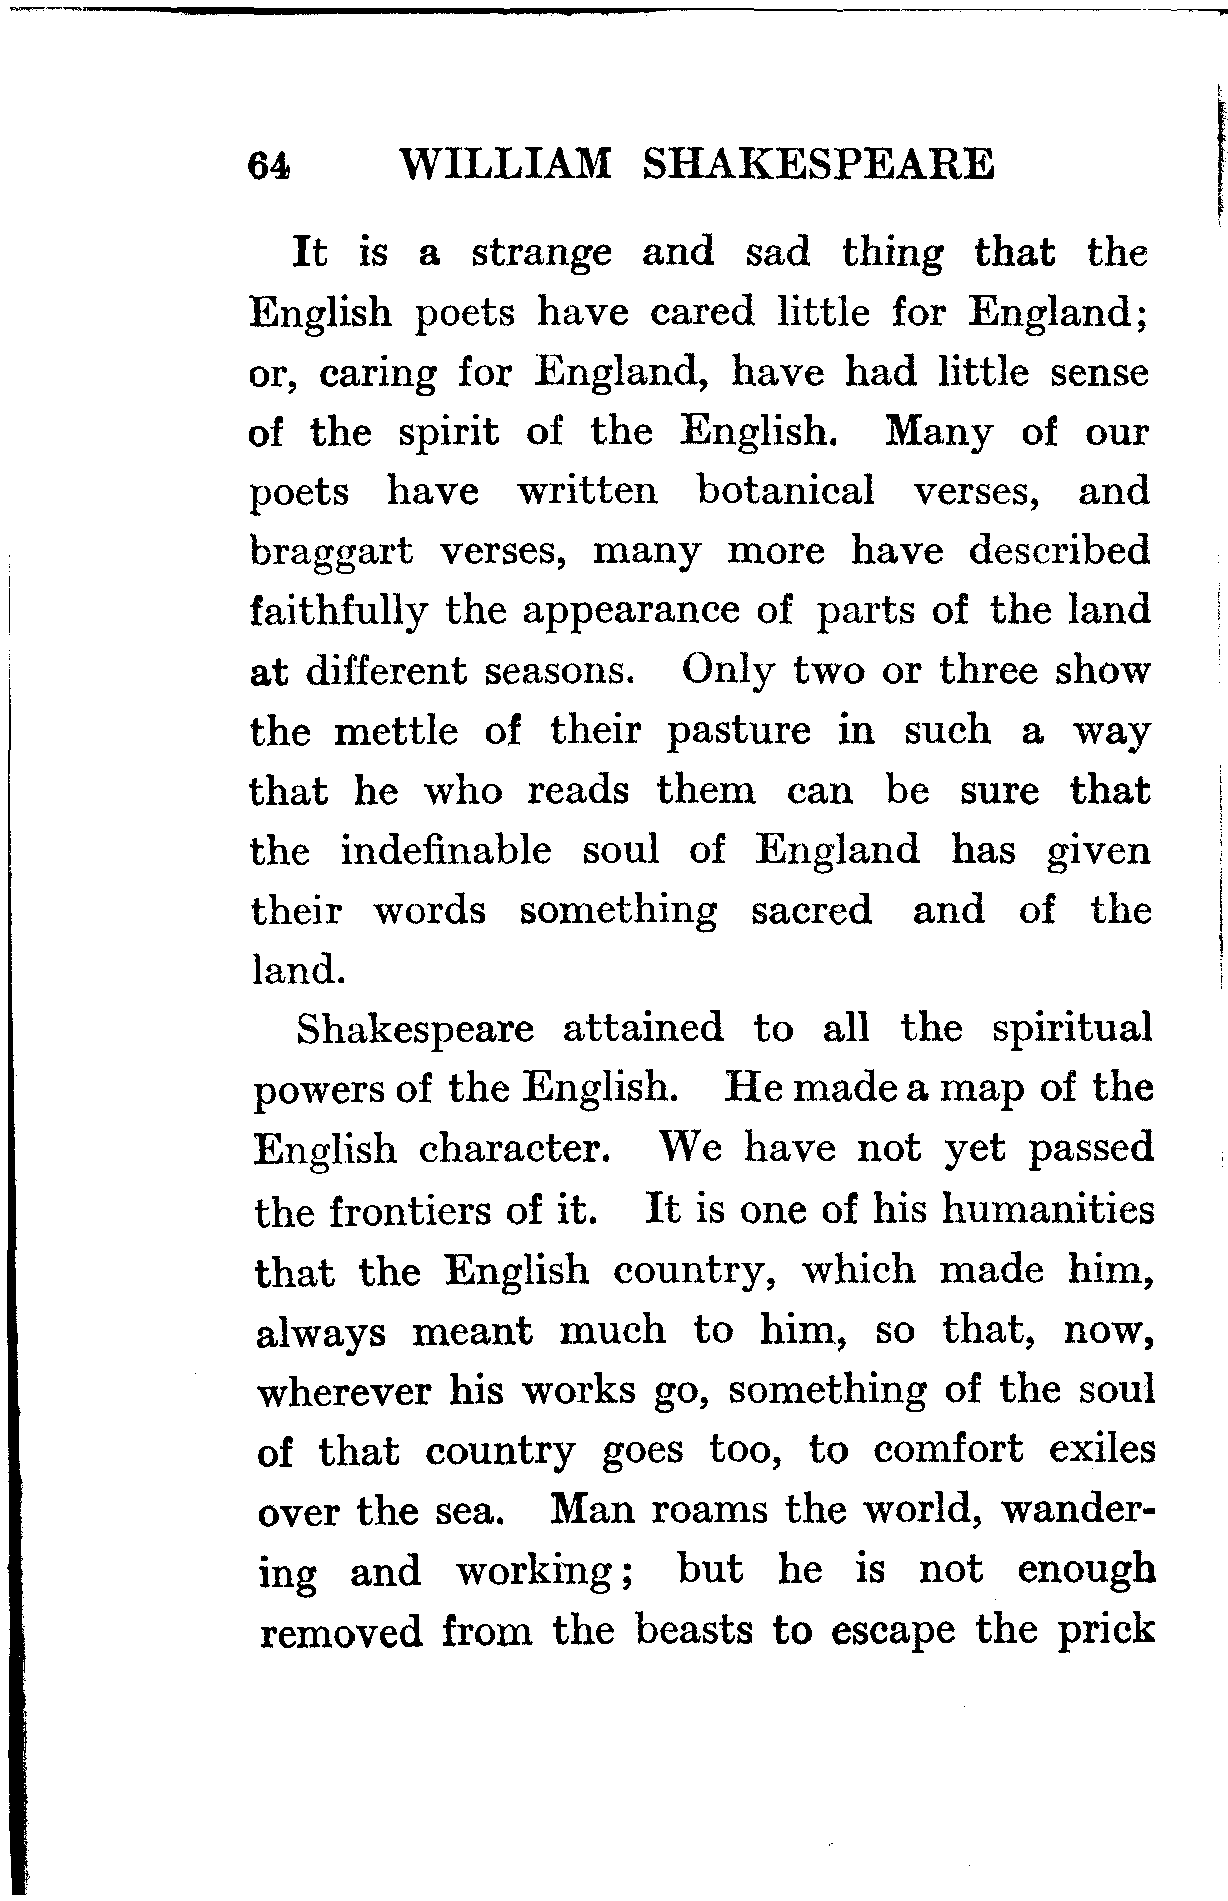 64 WILLIAM SHAKESPEARE
It is a strange and sad thing that the
English poets have cared little for England;
or, caring for England, have had little sense
of the spirit of the English. Many of our
poets have written botanical verses, and
braggart verses, many more have described
faithfully the appearance of parts of the land
at different seasons. Only two or three show
the mettle of their pasture in such a way
that he who reads them can be sure that
the indefinable soul of England has given
their words something sacred and of the
land.
Shakespeare attained to all the spiritual
powers of the English. He made a map of the
English character. We have not yet passed
the frontiers of it. It is one of his humanities
that the English country, which made him,
always meant much to him, so that, now,
wherever his works go, something of the soul
of that country goes too, to comfort exiles
over the sea. Man roams the world, wander-
ing and working; but he is not enough
removed from the beasts to escape the prick